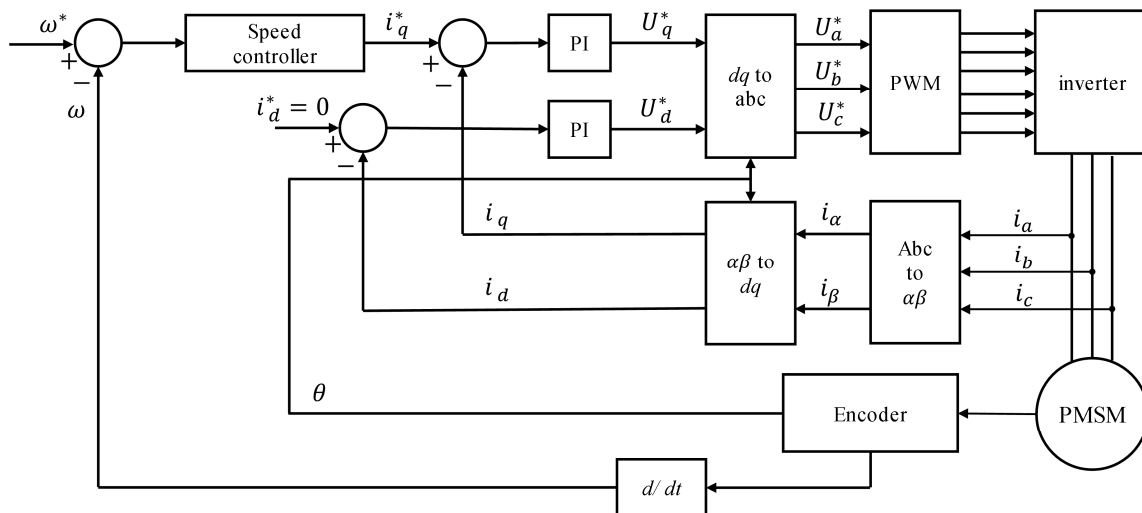 ω*
+
−
ω
Speed
controller
i*q
+
−
PI
U*q
i*d = 0
+
−
PI
U*d
dq to
abc
U*a
U*b
U*c
PWM
inverter
iq
id
αβ to
dq
iα
iβ
Abc
to
αβ
ia
ib
ic
θ
Encoder
PMSM
d/dt